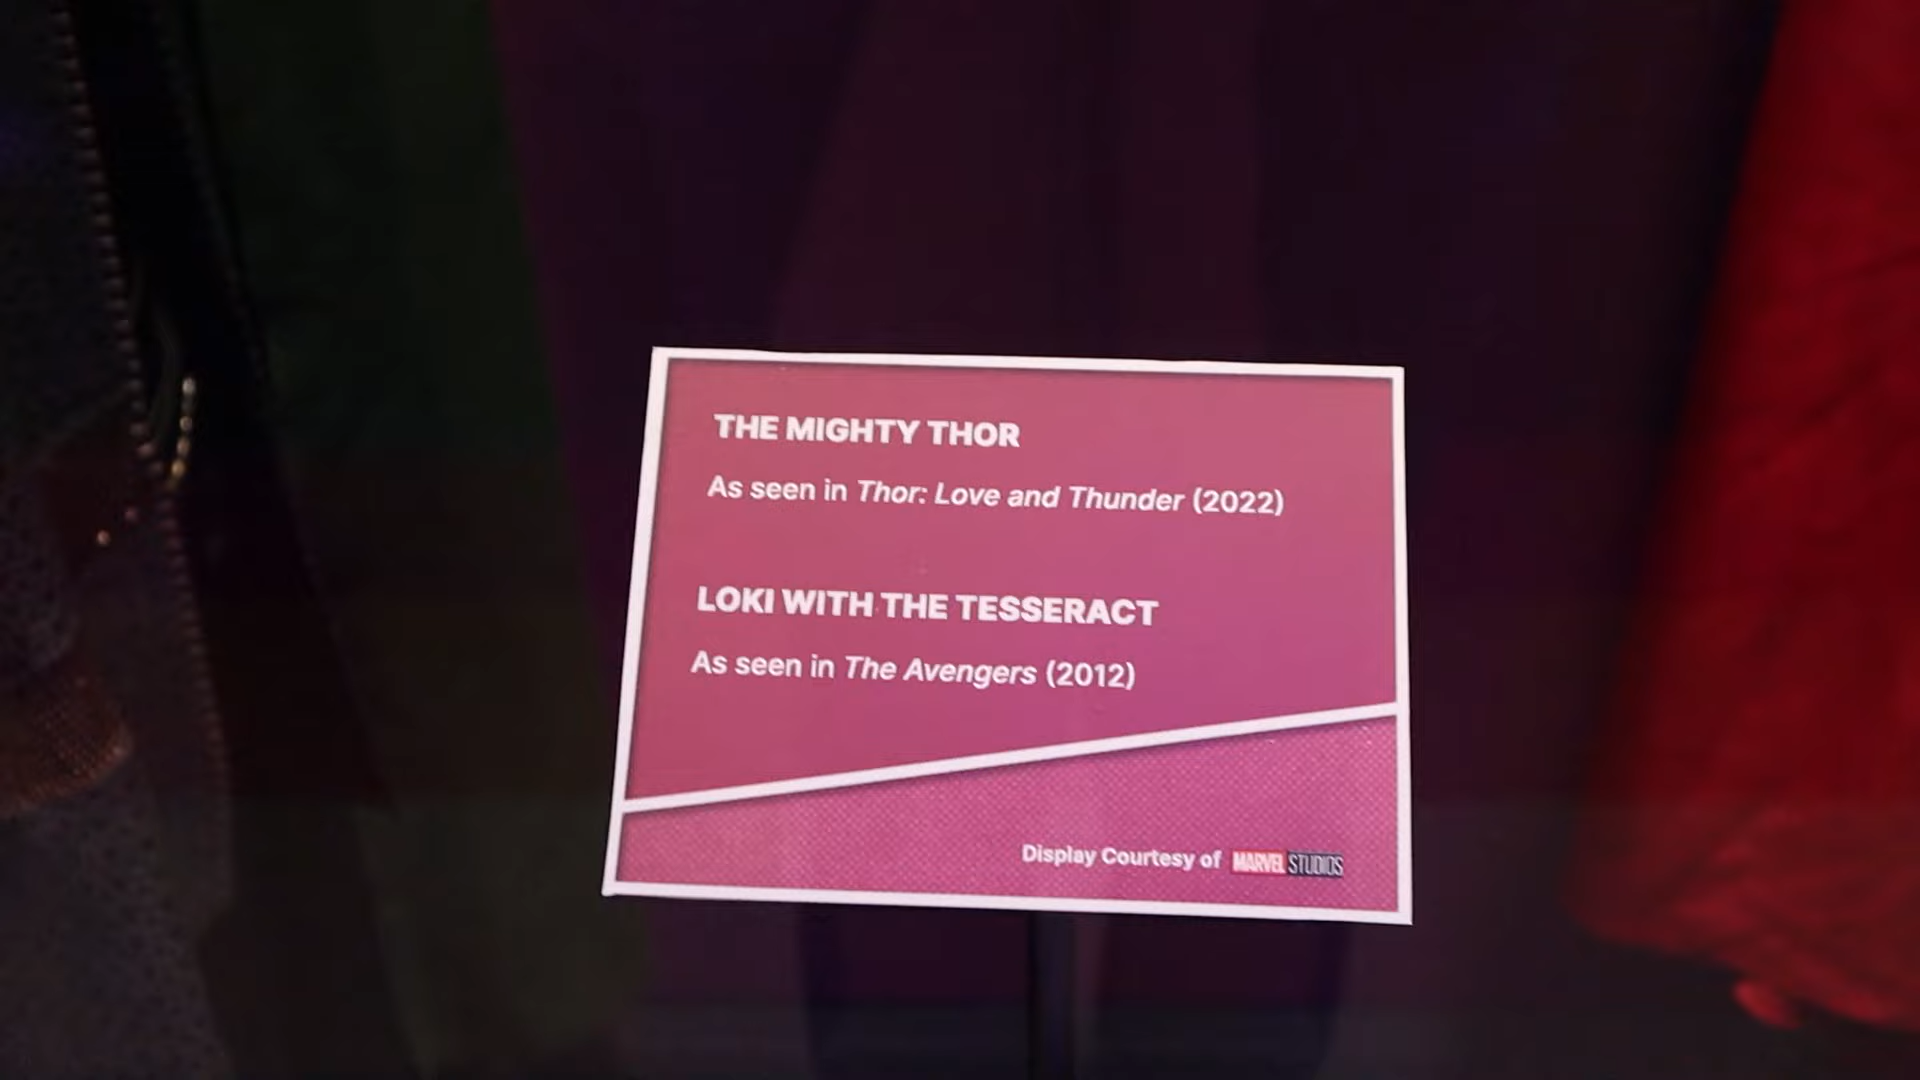 THE MIGHTY THOR
As seen in Thor: Love and Thunder (2022)
LOKI WITH THE TESSERACT
As seen in The Avengers (2012)
Display Courtesy of MARVEL STUDIOS